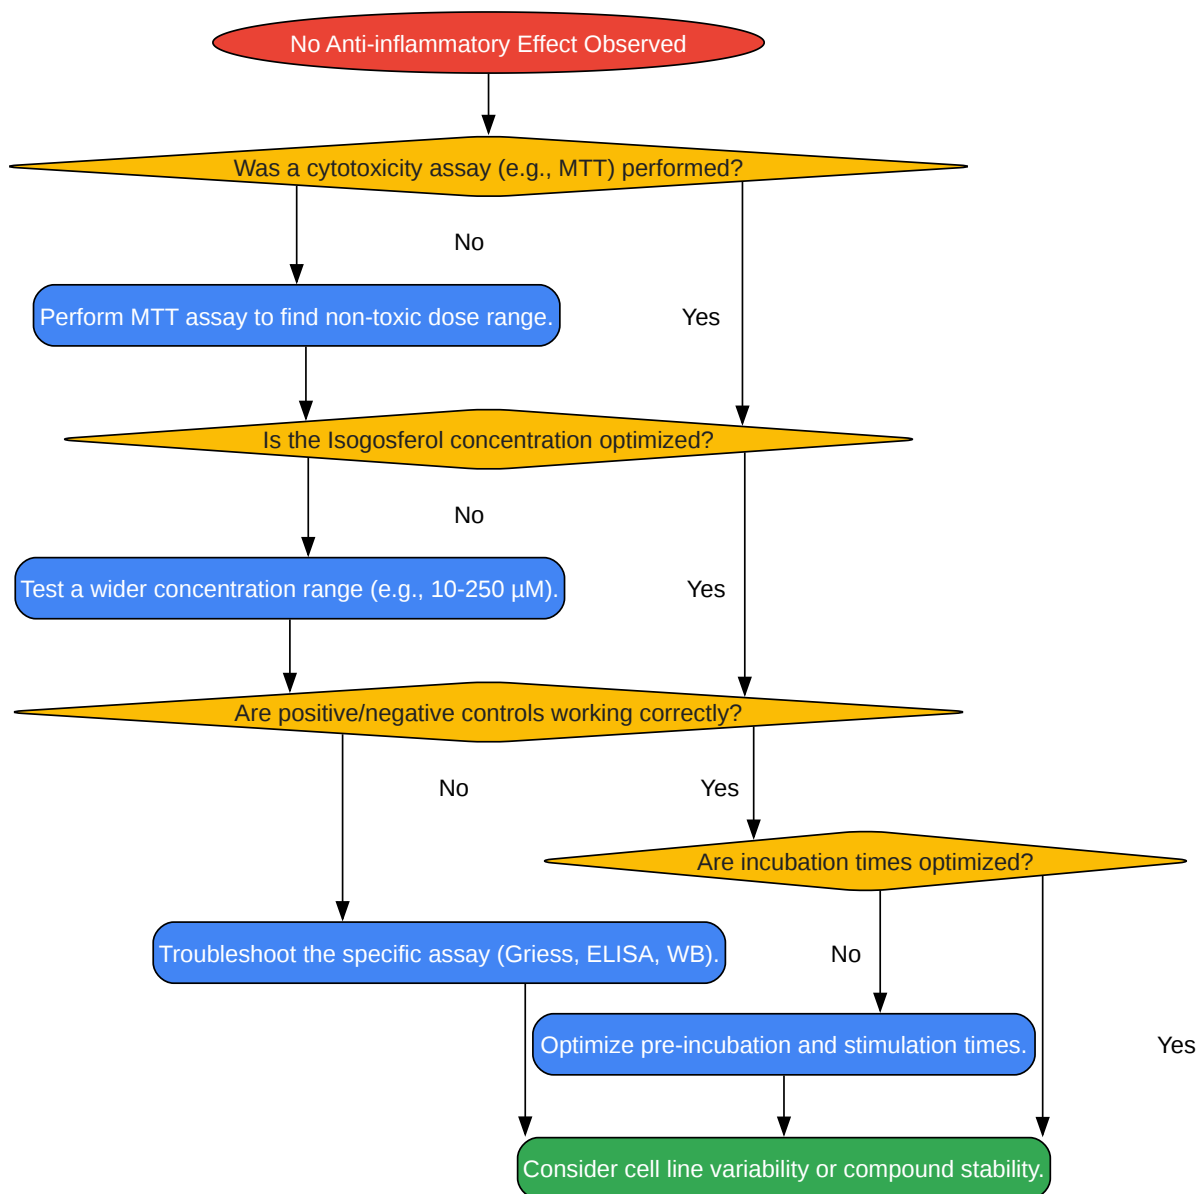 No Anti-inflammatory Effect Observed
Was a cytotoxicity assay (e.g., MTT) performed?
No
Perform MTT assay to find non-toxic dose range.
Yes
Is the Isogosferol concentration optimized?
No
Test a wider concentration range (e.g., 10-250 µM).
Yes
Are positive/negative controls working correctly?
No
Yes
Are incubation times optimized?
Troubleshoot the specific assay (Griess, ELISA, WB).
No
Optimize pre-incubation and stimulation times.
Yes
Consider cell line variability or compound stability.